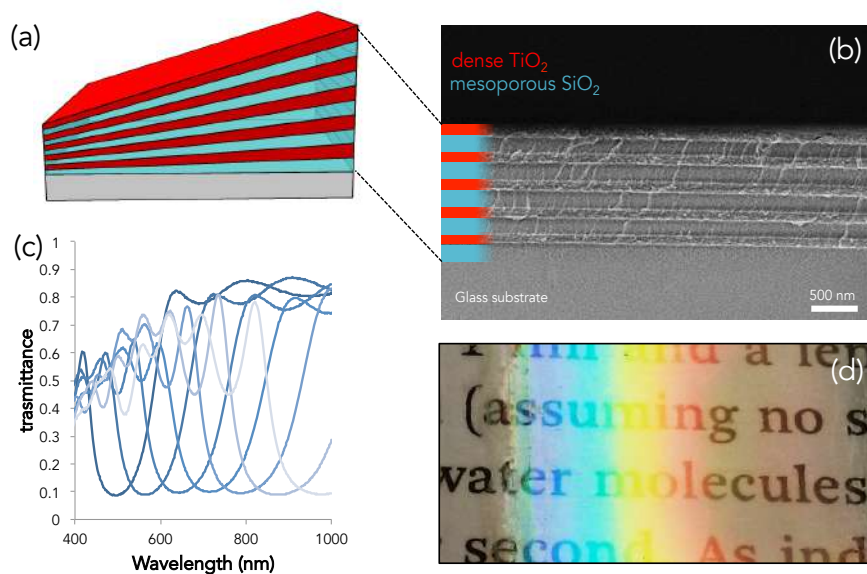 (a)
(b)
dense TiO₂
mesoporous SiO₂
Glass substrate
500 nm
(c)
1
0.9
0.8
0.7
0.6
0.5
0.4
0.3
0.2
0.1
0
trasmittance
400
600
800
1000
Wavelength (nm)
(d)
and a len
(assuming no s
water molecules
second. As ind